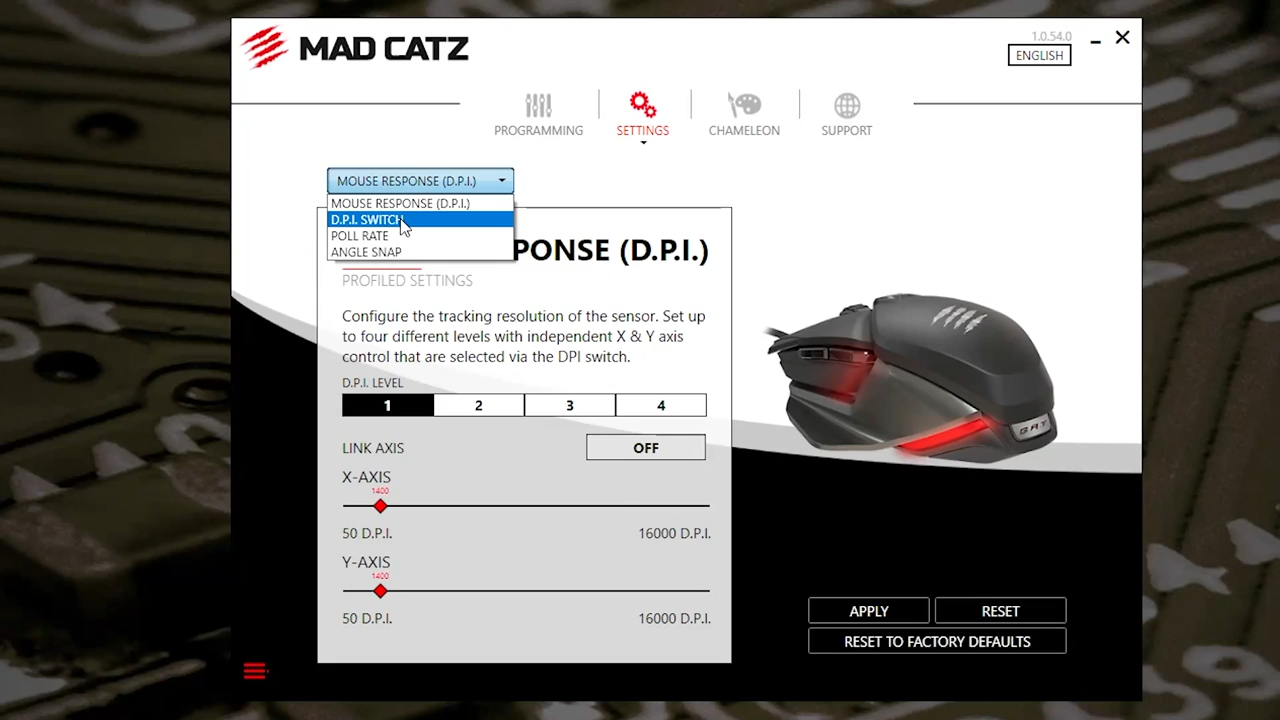 MAD CATZ
1.0.54.0
ENGLISH
PROGRAMMING
SETTINGS
CHAMELEON
SUPPORT
MOUSE RESPONSE (D.P.I.)
MOUSE RESPONSE (D.P.I.)
D.P.I. SWITCH
POLL RATE
ANGLE SNAP
PONSE (D.P.I.)
PROFILED SETTINGS
Configure the tracking resolution of the sensor. Set up
to four different levels with independent X & Y axis
control that are selected via the DPI switch.
D.P.I. LEVEL
1 2 3 4
LINK AXIS OFF
X-AXIS
1400
50 D.P.I. 16000 D.P.I.
Y-AXIS
1400
50 D.P.I. 16000 D.P.I.
APPLY RESET
RESET TO FACTORY DEFAULTS